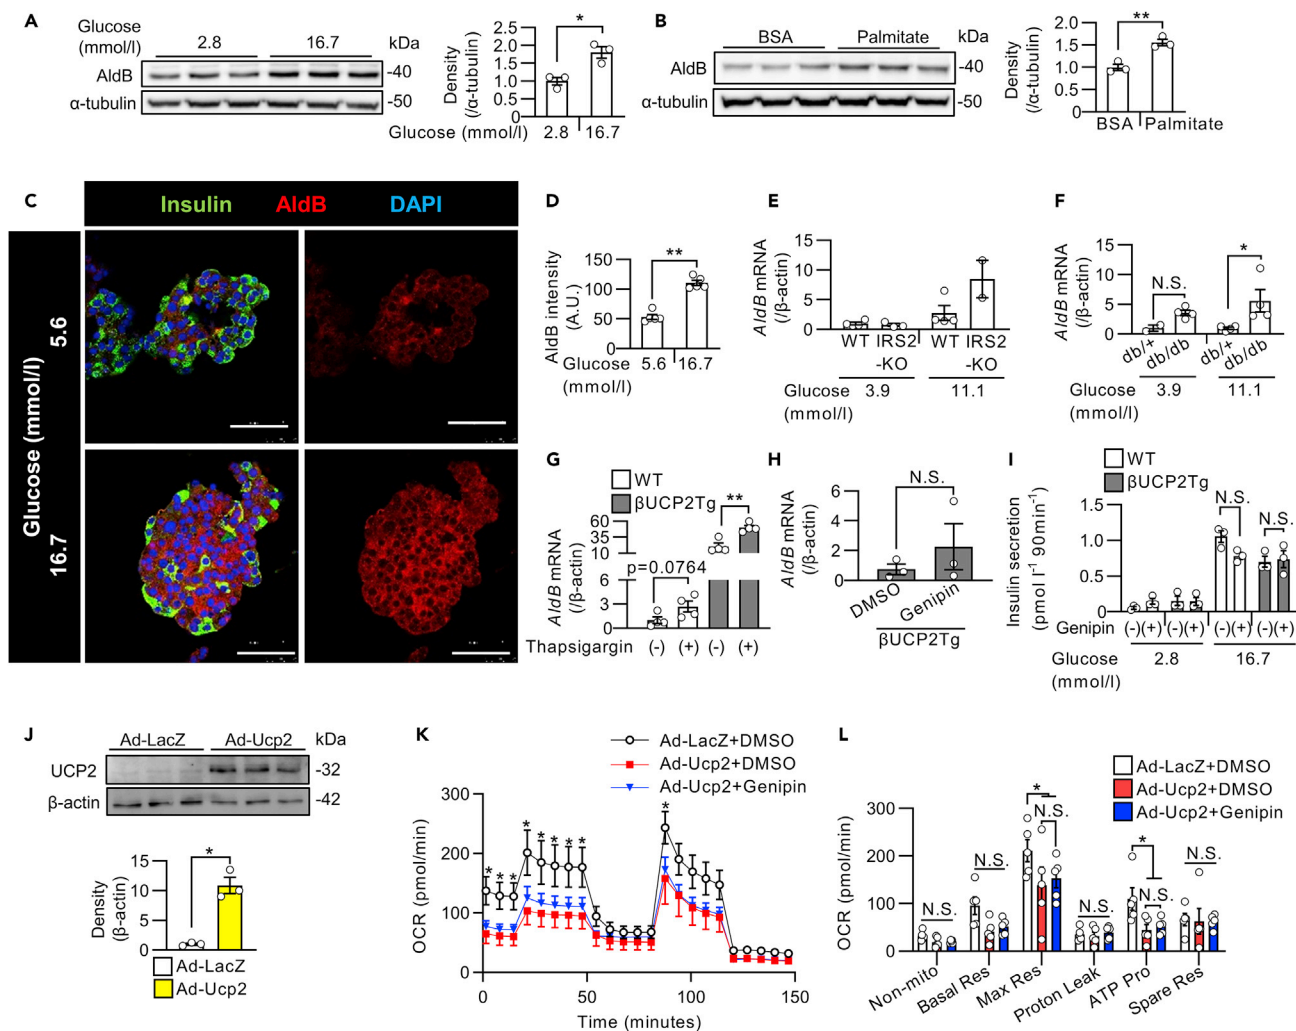 A
Glucose (mmol/l)
2.8
16.7
kDa
AldB
-40
α-tubulin
-50
Density
(/α-tubulin)
2.5
2.0
1.5
1.0
0.5
0
*
Glucose (mmol/l)
2.8
16.7
B
BSA
Palmitate
kDa
AldB
-40
α-tubulin
-50
Density
(/α-tubulin)
2.0
1.5
1.0
0.5
0
**
BSA
Palmitate
C
Insulin
AldB
DAPI
Glucose (mmol/l)
5.6
16.7
D
AldB intensity
(A.U.)
150
100
50
0
**
Glucose
(mmol/l)
5.6
16.7
E
AldB mRNA
(/β-actin)
15
10
5
0
WT
IRS2
-KO
WT
IRS2
-KO
Glucose
(mmol/l)
3.9
11.1
F
AldB mRNA
(/β-actin)
15
10
5
0
N.S.
*
db/+
db/db
db/+
db/db
Glucose
(mmol/l)
3.9
11.1
G
WT
βUCP2Tg
AldB mRNA
(/β-actin)
60
30
10
6
3
0
**
p=0.0764
Thapsigargin
(-)
(+)
(-)
(+)
H
AldB mRNA
(/β-actin)
6
4
2
0
N.S.
DMSO
Genipin
βUCP2Tg
I
WT
βUCP2Tg
Insulin secretion
(pmol l⁻¹ 90min⁻¹)
1.5
1.0
0.5
0
N.S.
N.S.
Genipin
(-)(+)
(-)(+)
(-)(+)
(-)(+)
Glucose
(mmol/l)
2.8
16.7
J
Ad-LacZ
Ad-Ucp2
kDa
UCP2
-32
β-actin
-42
Density
(β-actin)
15
10
5
0
*
Ad-LacZ
Ad-Ucp2
K
Ad-LacZ+DMSO
Ad-Ucp2+DMSO
Ad-Ucp2+Genipin
OCR (pmol/min)
300
200
100
0
* * *
* * * * *
*
0
50
100
150
Time (minutes)
L
Ad-LacZ+DMSO
Ad-Ucp2+DMSO
Ad-Ucp2+Genipin
OCR (pmol/min)
300
200
100
0
N.S.
N.S.
*
N.S.
N.S.
*
N.S.
N.S.
Non-mito
Basal Res
Max Res
Proton Leak
ATP Pro
Spare Res